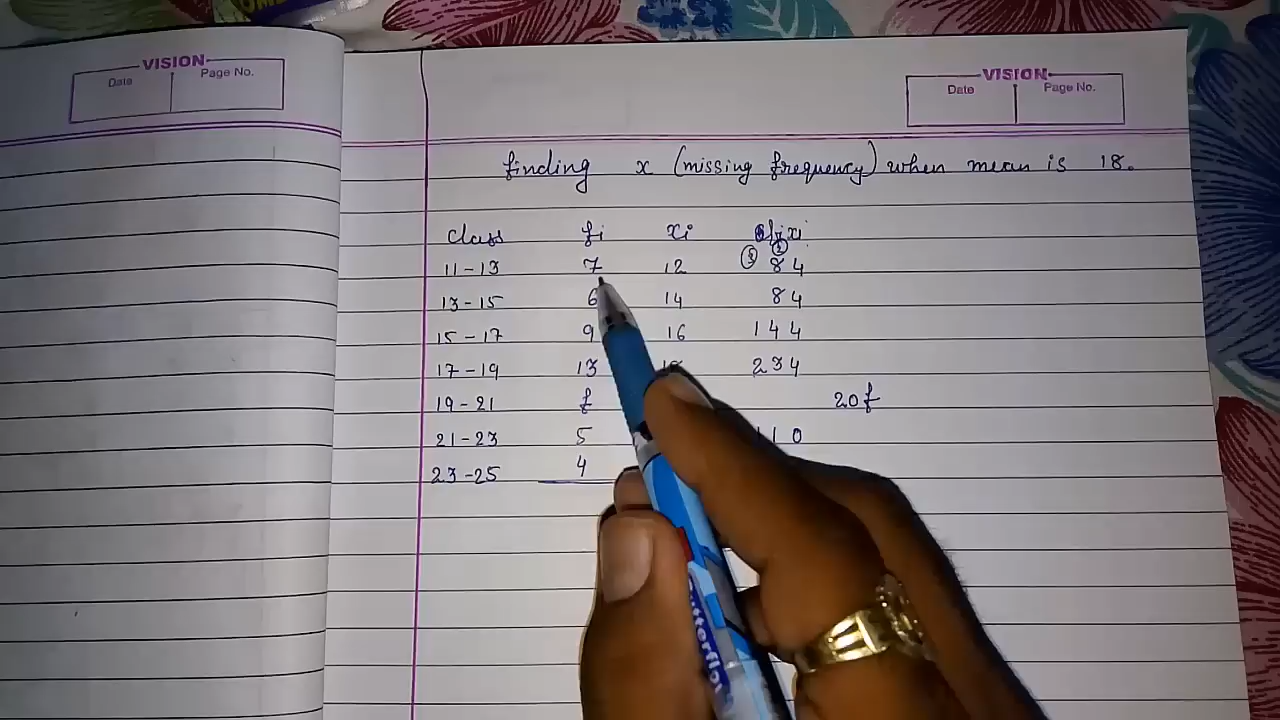 VISION
Date Page No.
VISION
Date Page No.
finding x (missing frequency) when mean is 18.
class fi xi fixi
11-13 7 12 84
13-15 6 14 84
15-17 9 16 144
17-19 13 234
19-21 f 20f
21-23 5 110
23-25 4